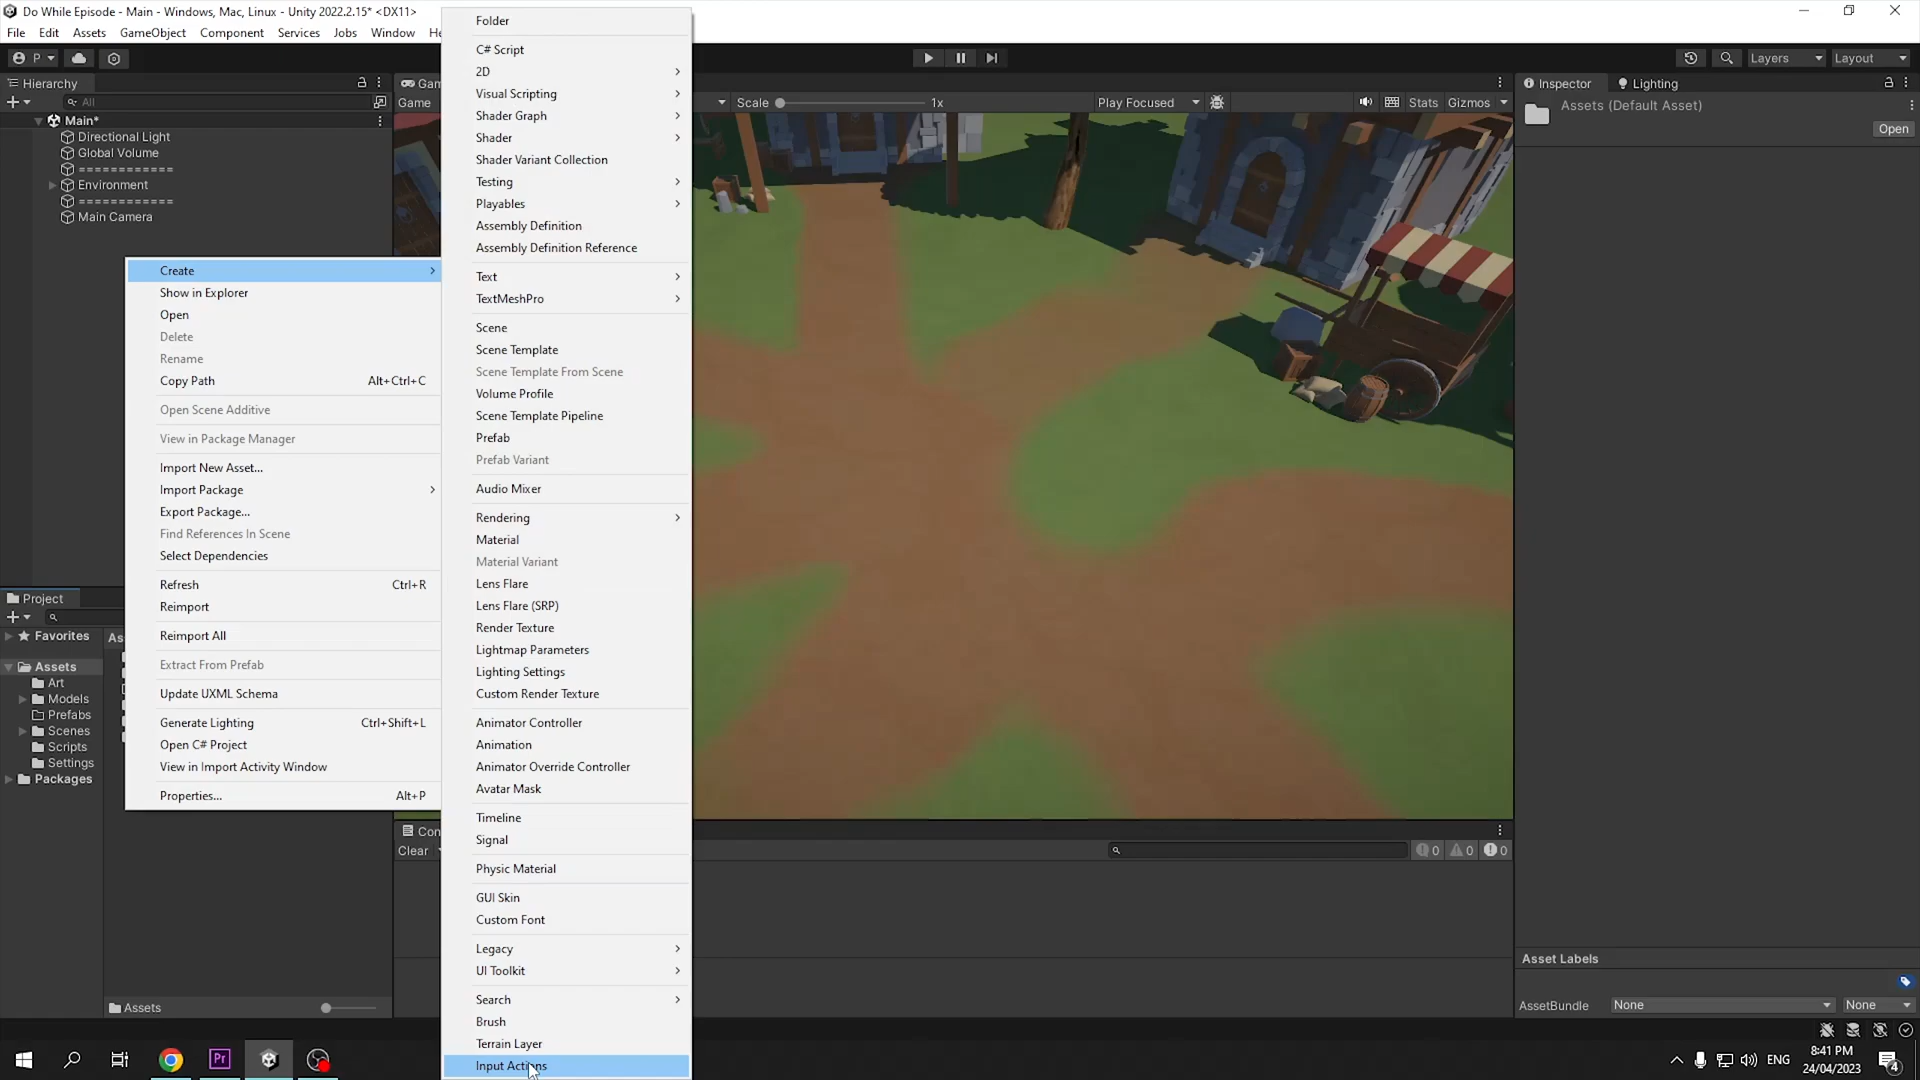 Do While Episode - Main - Windows, Mac, Linux - Unity 2022.2.15* <DX11>
File Edit Assets GameObject Component Services Jobs Window
P
Layers
Layout
Hierarchy
All
Main*
Directional Light
Global Volume
============
Environment
============
Main Camera
Game
Scale 1x
Play Focused
Stats
Gizmos
Inspector
Lighting
Assets (Default Asset)
Open
Create
Show in Explorer
Open
Delete
Rename
Copy Path Alt+Ctrl+C
Open Scene Additive
View in Package Manager
Import New Asset...
Import Package
Export Package...
Find References In Scene
Select Dependencies
Refresh Ctrl+R
Reimport
Reimport All
Extract From Prefab
Update UXML Schema
Generate Lighting Ctrl+Shift+L
Open C# Project
View in Import Activity Window
Properties... Alt+P
Folder
C# Script
2D
Visual Scripting
Shader Graph
Shader
Shader Variant Collection
Testing
Playables
Assembly Definition
Assembly Definition Reference
Text
TextMeshPro
Scene
Scene Template
Scene Template From Scene
Volume Profile
Scene Template Pipeline
Prefab
Prefab Variant
Audio Mixer
Rendering
Material
Material Variant
Lens Flare
Lens Flare (SRP)
Render Texture
Lightmap Parameters
Lighting Settings
Custom Render Texture
Animator Controller
Animation
Animator Override Controller
Avatar Mask
Timeline
Signal
Physic Material
GUI Skin
Custom Font
Legacy
UI Toolkit
Search
Brush
Terrain Layer
Input Actions
Project
Favorites
Assets
Art
Models
Prefabs
Scenes
Scripts
Settings
Packages
Assets
Clear
0 0 0
Asset Labels
AssetBundle None None
Pr
ENG
8:41 PM
24/04/2023
4